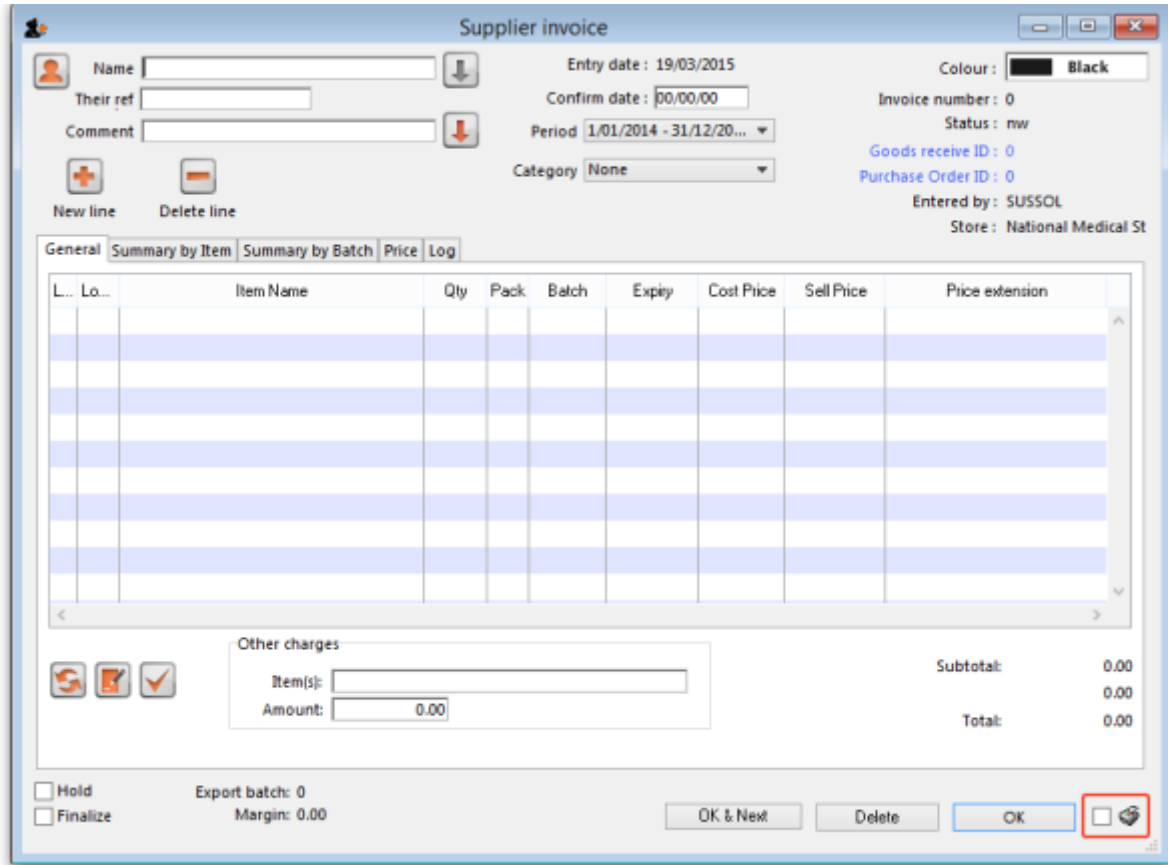 Supplier invoice
Name
Entry date : 19/03/2015
Colour : Black
Their ref
Confirm date : 00/00/00
Invoice number : 0
Comment
Period 1/01/2014 - 31/12/20...
Status : nw
Goods receive ID : 0
Category None
Purchase Order ID : 0
New line Delete line
Entered by : SUSSOL
Store : National Medical St
General Summary by Item Summary by Batch Price Log
L... Lo... Item Name Qty Pack Batch Expiry Cost Price Sell Price Price extension
Other charges
Item(s):
Amount: 0.00
Subtotal: 0.00
0.00
Total: 0.00
Hold Export batch: 0
Finalize Margin: 0.00
OK & Next Delete OK